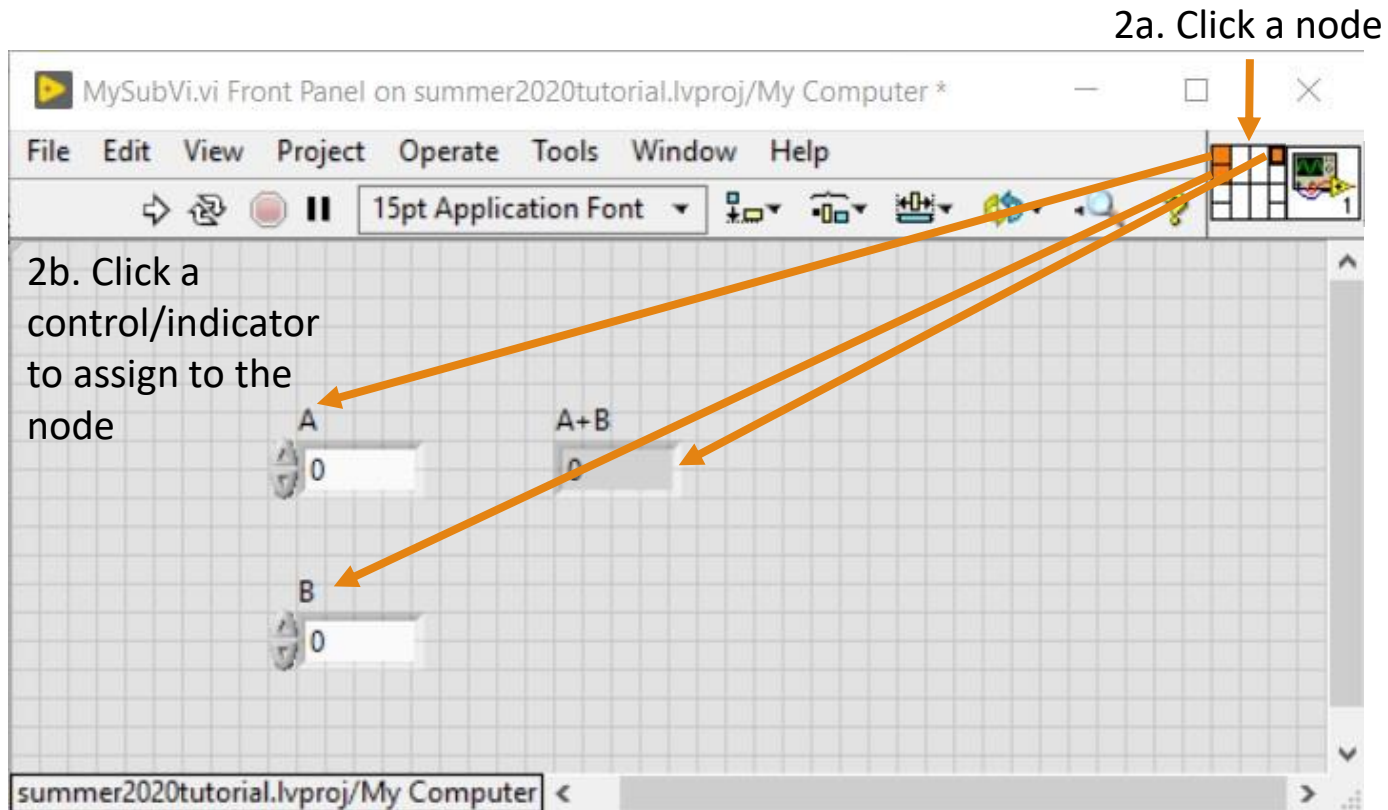 2a. Click a node
MySubVi.vi Front Panel on summer2020tutorial.lvproj/My Computer *
File Edit View Project Operate Tools Window Help
15pt Application Font
1
2b. Click a
control/indicator
to assign to the
node
A A+B
0 0
B
0
summer2020tutorial.lvproj/My Computer